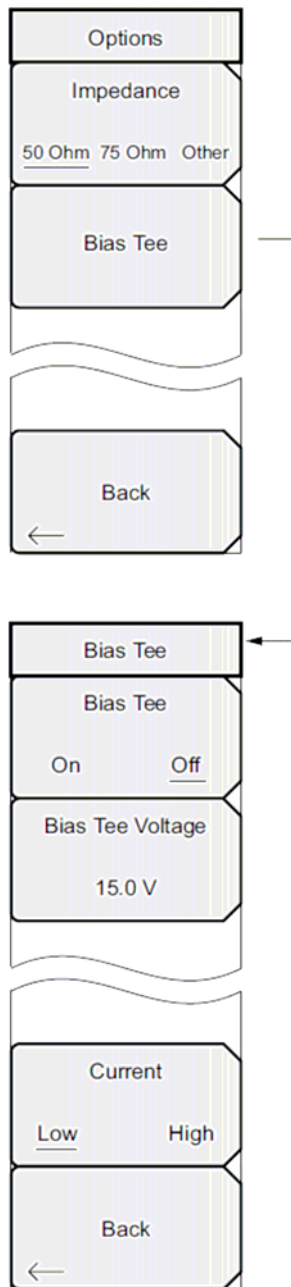 Options
Impedance
50 Ohm 75 Ohm Other
Bias Tee
Back
Bias Tee
Bias Tee
On Off
Bias Tee Voltage
15.0 V
Current
Low High
Back